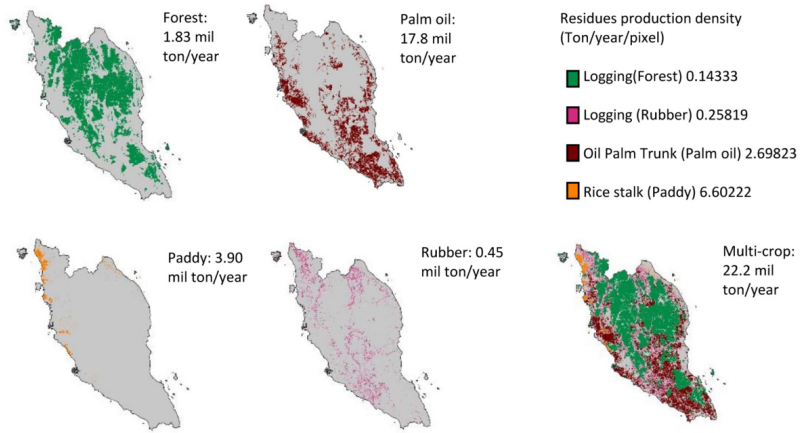 Forest:
1.83 mil
ton/year
Palm oil:
17.8 mil
ton/year
Residues production density
(Ton/year/pixel)
Logging(Forest) 0.14333
Logging (Rubber) 0.25819
Oil Palm Trunk (Palm oil) 2.69823
Rice stalk (Paddy) 6.60222
Paddy: 3.90
mil ton/year
Rubber: 0.45
mil ton/year
Multi-crop:
22.2 mil
ton/year